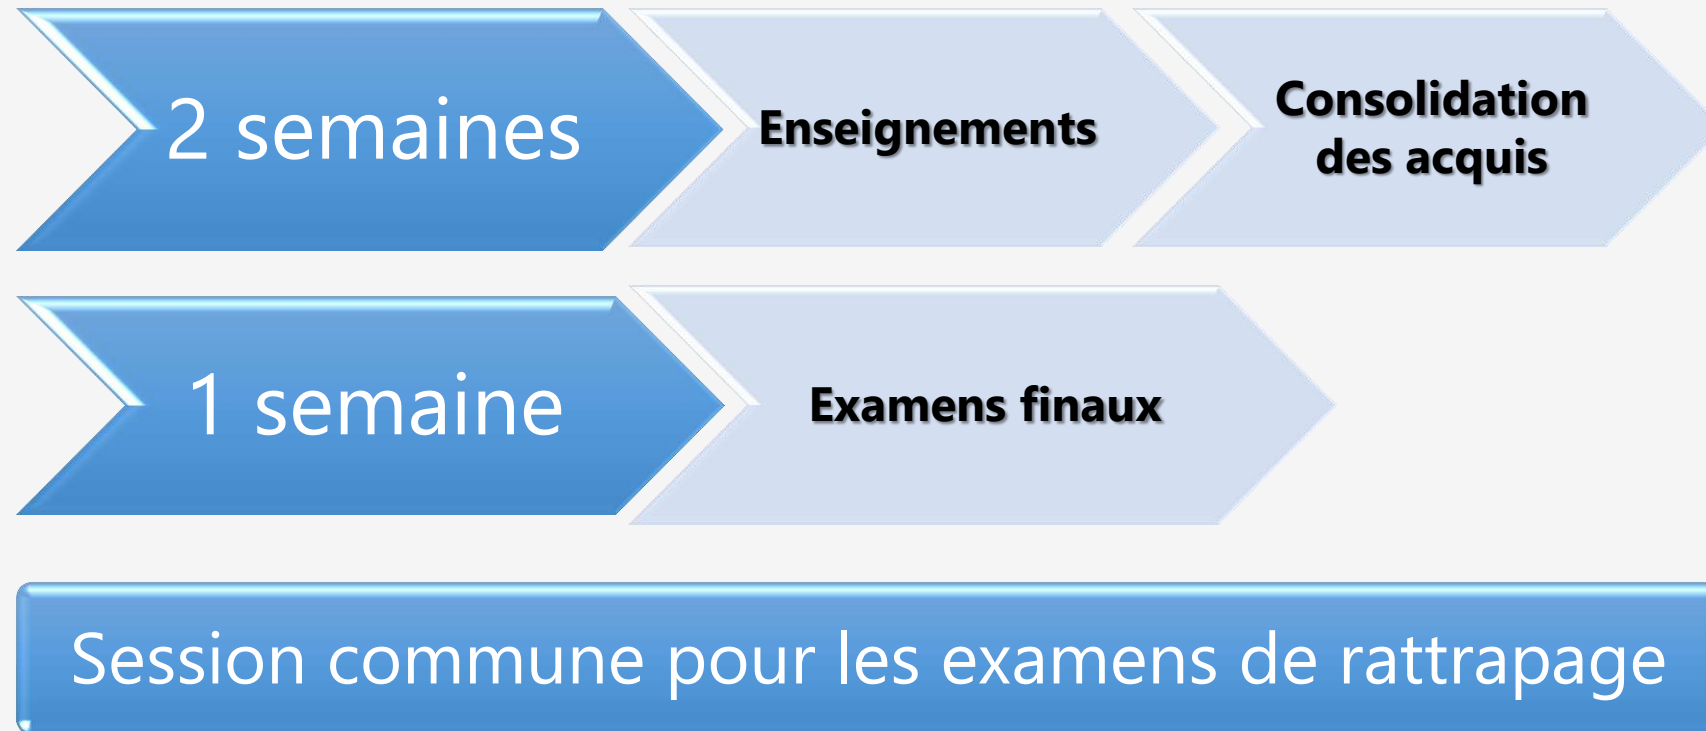 2 semaines
Enseignements
Consolidation
des acquis
1 semaine
Examens finaux
Session commune pour les examens de rattrapage